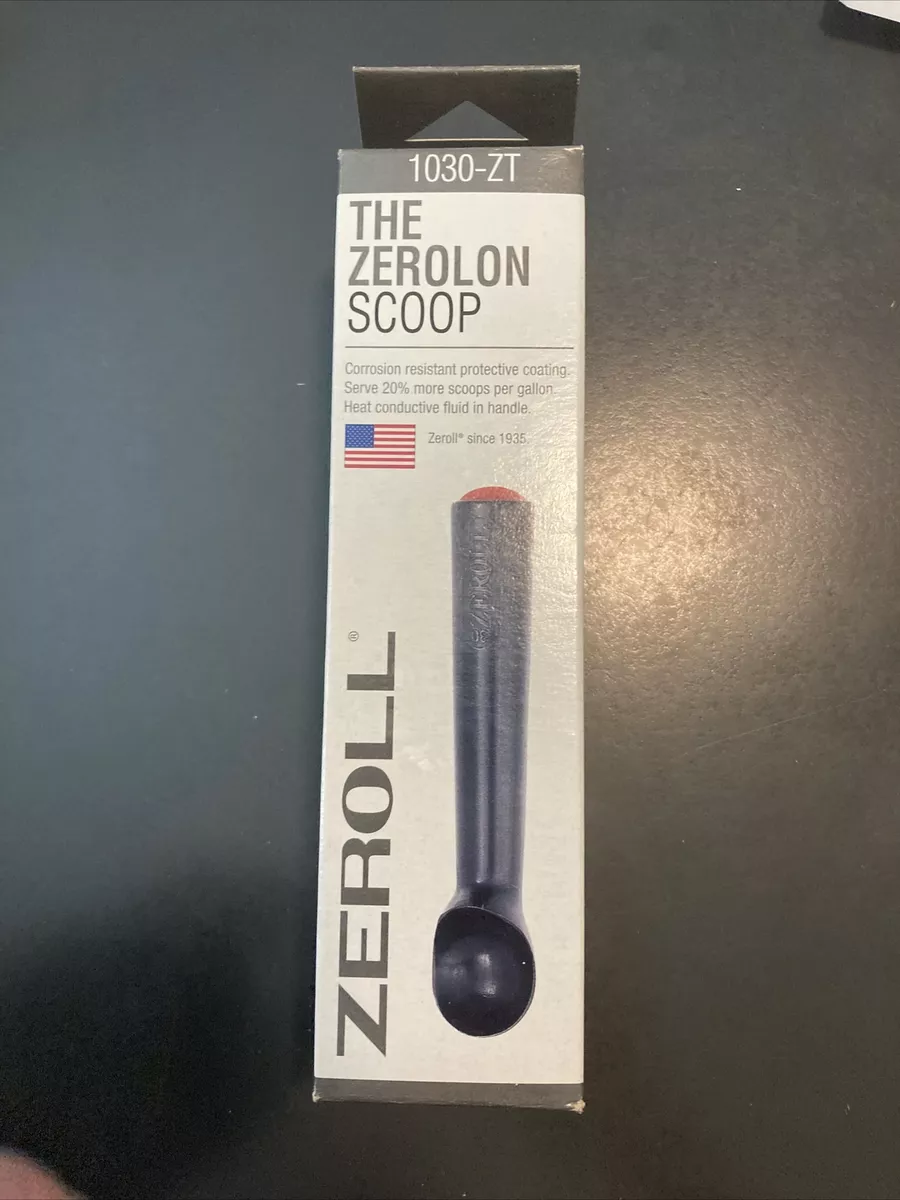 1030-ZT
THE
ZEROLON
SCOOP
Corrosion resistant protective coating.
Serve 20% more scoops per gallon.
Heat conductive fluid in handle.
Zeroll® since 1935.
ZEROLL
ZEROLL®